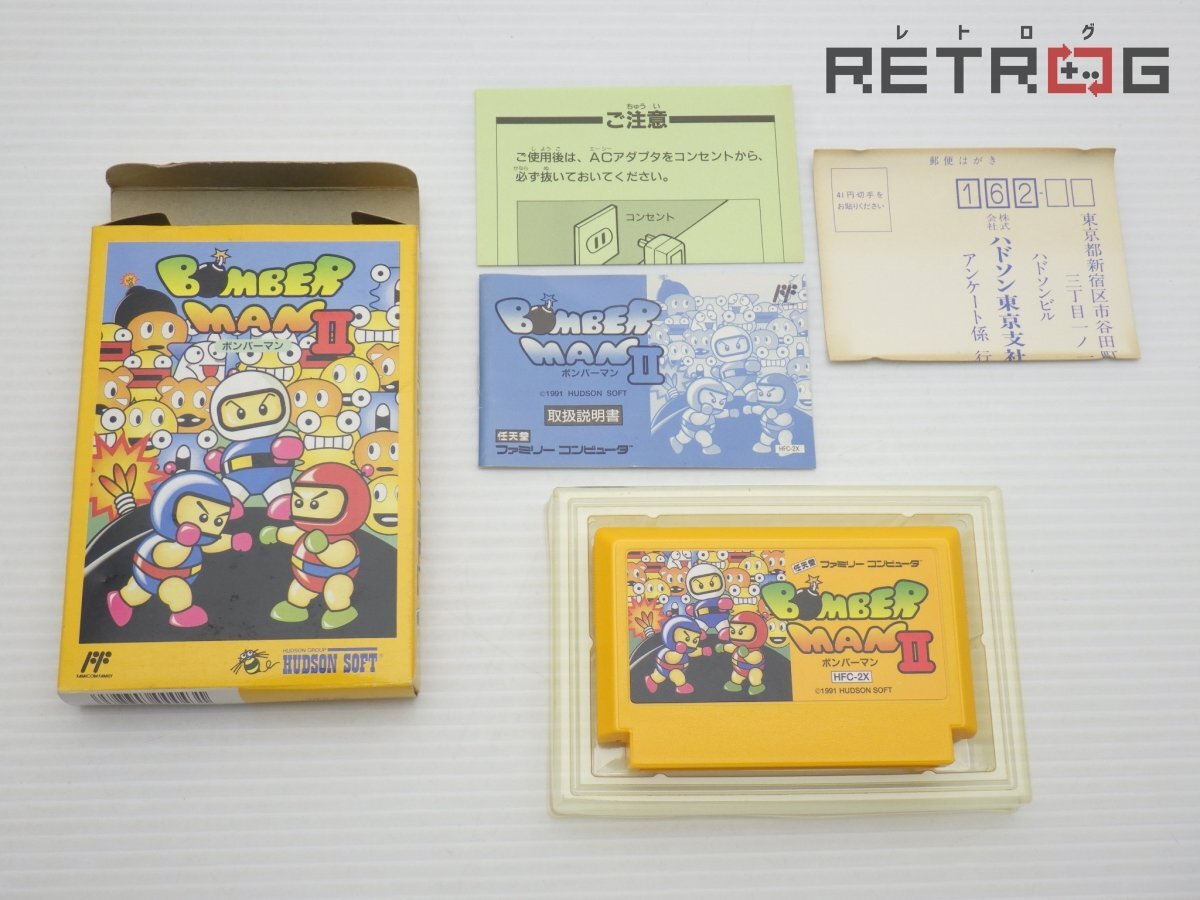 レトログ
RETROG
ちゅうい
ご注意
しようご エーシー
ご使用後は、ACアダプタをコンセントから、
かなら ぬ
必ず抜いておいてください。
コンセント
郵便はがき
41円切手を
お貼りください
162-
東京都新宿区市谷田町
三丁目一ノ一
ハドソンビル
株式会社 ハドソン東京支社
アンケート係 行
BOMBER
MAN II
ボンバーマン
FF
FAMICOM FAMILY
HUDSON GROUP
HUDSON SOFT
BOMBER
MAN II
ボンバーマン
©1991 HUDSON SOFT
取扱説明書
任天堂
ファミリーコンピュータ
HFC-2X
任天堂 ファミリーコンピュータ
BOMBER
MAN II
ボンバーマン
HFC-2X
©1991 HUDSON SOFT